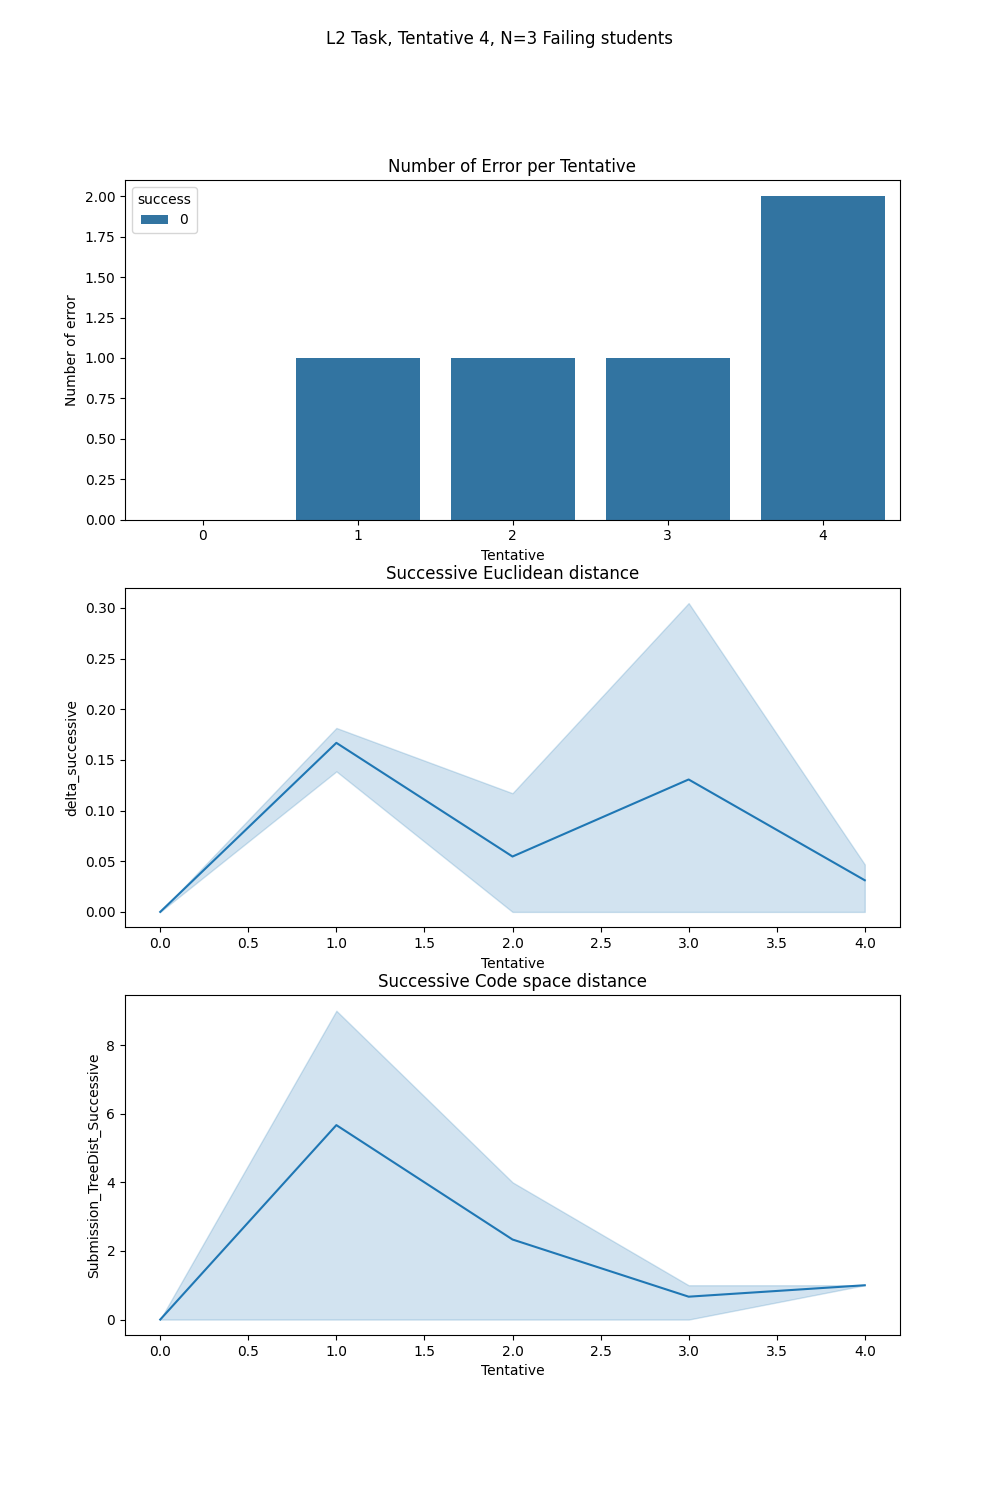 L2 Task, Tentative 4, N=3 Failing students
Number of Error per Tentative
success
0
2.00
1.75
1.50
1.25
1.00
0.75
0.50
0.25
0.00
Number of error
0 1 2 3 4
Tentative
Successive Euclidean distance
0.30
0.25
0.20
0.15
0.10
0.05
0.00
delta_successive
0.0 0.5 1.0 1.5 2.0 2.5 3.0 3.5 4.0
Tentative
Successive Code space distance
8
6
4
2
0
Submission_TreeDist_Successive
0.0 0.5 1.0 1.5 2.0 2.5 3.0 3.5 4.0
Tentative